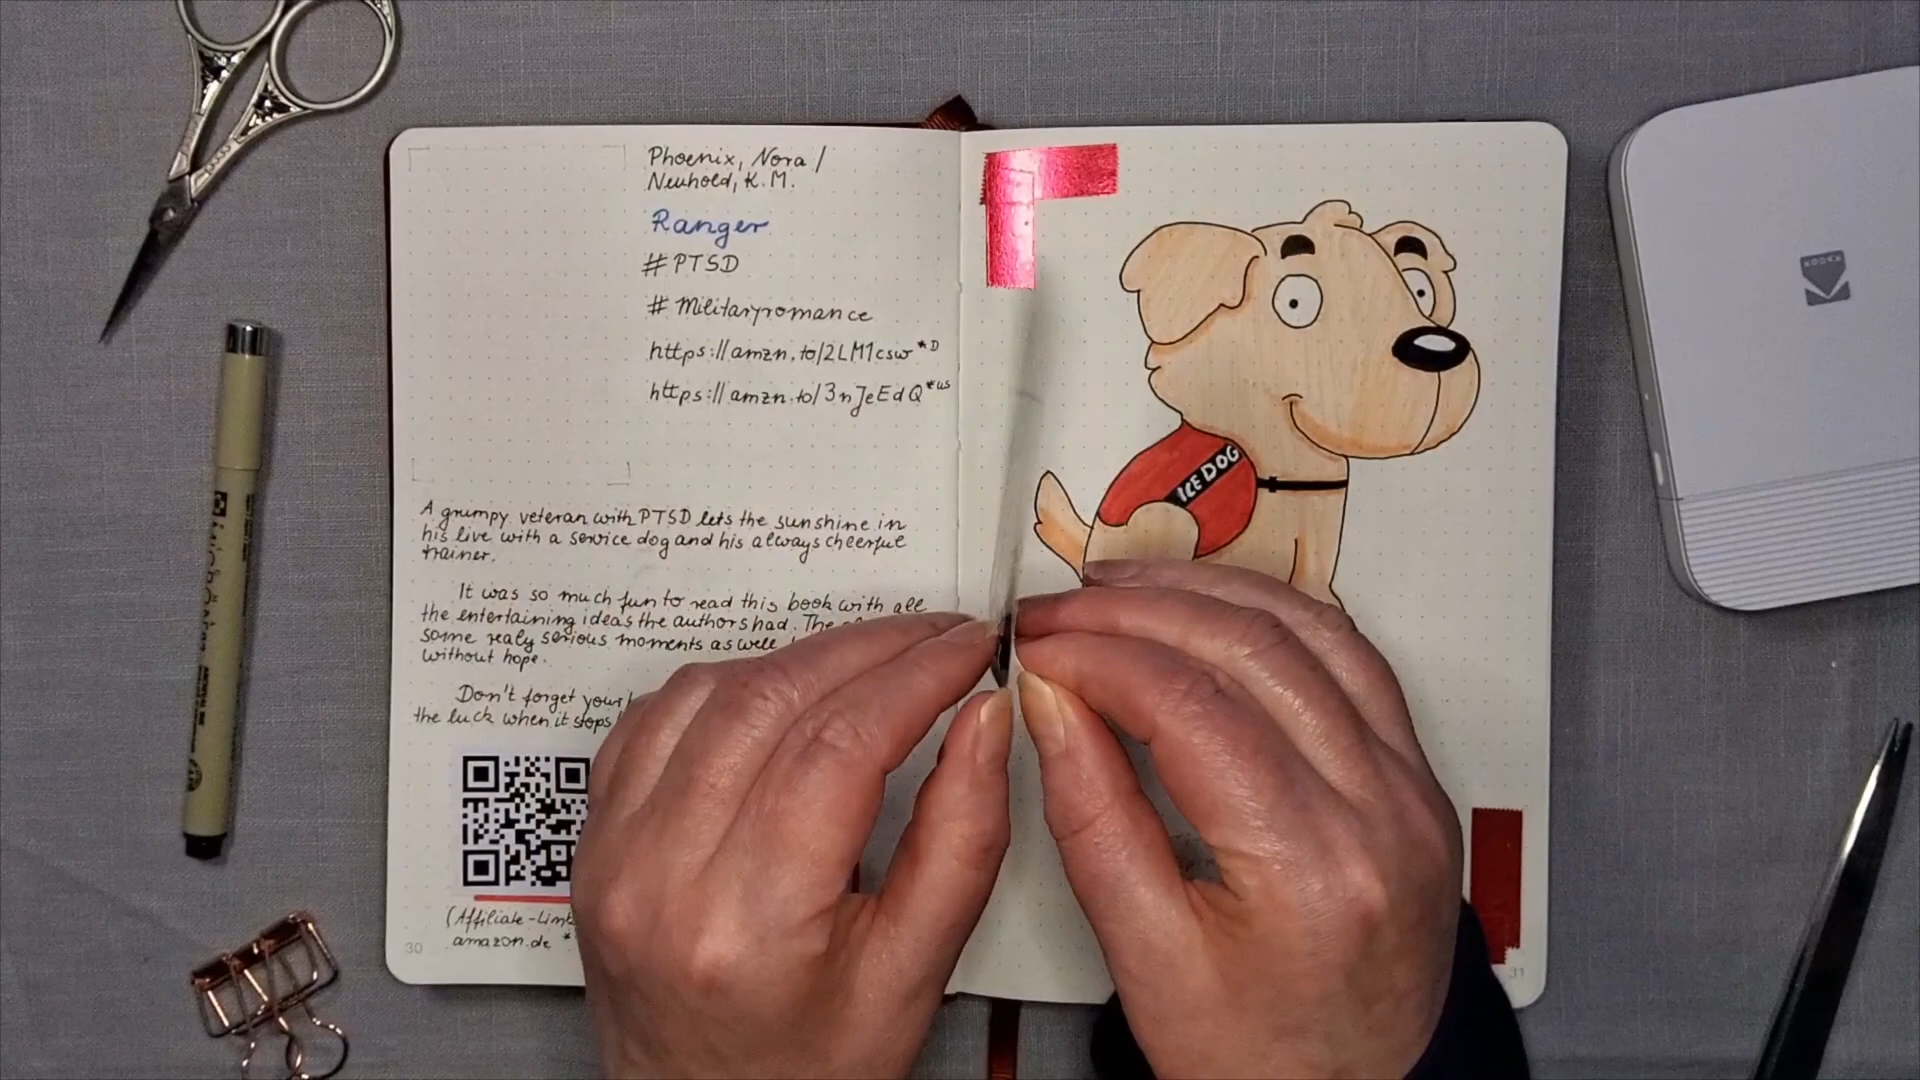 Phoenix, Nora /
Neuhold, K.M.
Ranger
# PTSD
# Militaryromance
https://amzn.to/2LM1csw *D
https://amzn.to/3nJeEdQ *US
A grumpy veteran with PTSD lets the sunshine in
his live with a service dog and his always cheerful
trainer.
It was so much fun to read this book with all
the entertaining ideas the authors had. The
some realy serious moments as well
without hope.
Don't forget your
the luck when it stops
(Affiliate-Link
amazon.de *
30
ICE DOG
31
KODAK